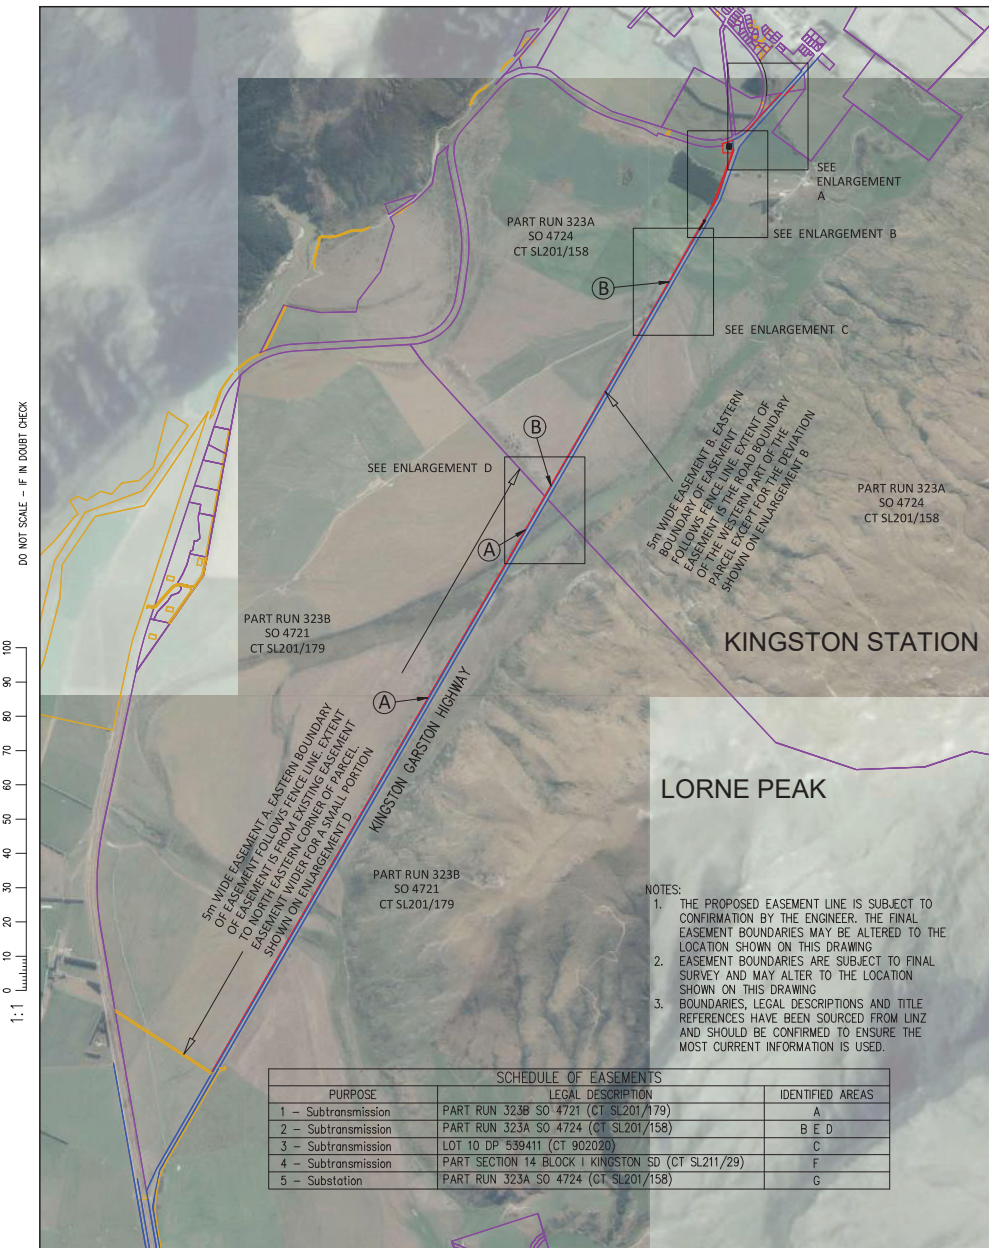 SEE
ENLARGEMENT
A
PART RUN 323A
SO 4724
CT SL201/158
SEE ENLARGEMENT B
B
SEE ENLARGEMENT C
B
SEE ENLARGEMENT D
5m WIDE EASEMENT B. EASTERN
BOUNDARY OF EASEMENT
FOLLOWS FENCE LINE. EXTENT OF
EASEMENT IS THE ROAD BOUNDARY
OF THE WESTERN PART OF THE
PARCEL EXCEPT FOR THE DEVIATION
SHOWN ON ENLARGEMENT B
PART RUN 323A
SO 4724
CT SL201/158
A
DO NOT SCALE – IF IN DOUBT CHECK
PART RUN 323B
SO 4721
CT SL201/179
KINGSTON STATION
A
KINGSTON GARSTON HIGHWAY
5m WIDE EASEMENT A. EASTERN BOUNDARY
OF EASEMENT FOLLOWS FENCE LINE. EXTENT
OF EASEMENT IS FROM EXISTING EASEMENT
TO NORTH EASTERN CORNER OF PARCEL.
EASEMENT WIDER FOR A SMALL PORTION
SHOWN ON ENLARGEMENT D
LORNE PEAK
PART RUN 323B
SO 4721
CT SL201/179
100
90
80
70
60
50
40
30
20
10
0
1:1
NOTES:
1. THE PROPOSED EASEMENT LINE IS SUBJECT TO
CONFIRMATION BY THE ENGINEER. THE FINAL
EASEMENT BOUNDARIES MAY BE ALTERED TO THE
LOCATION SHOWN ON THIS DRAWING
2. EASEMENT BOUNDARIES ARE SUBJECT TO FINAL
SURVEY AND MAY ALTER TO THE LOCATION
SHOWN ON THIS DRAWING
3. BOUNDARIES, LEGAL DESCRIPTIONS AND TITLE
REFERENCES HAVE BEEN SOURCED FROM LINZ
AND SHOULD BE CONFIRMED TO ENSURE THE
MOST CURRENT INFORMATION IS USED.
SCHEDULE OF EASEMENTS
PURPOSE LEGAL DESCRIPTION IDENTIFIED AREAS
1 – Subtransmission PART RUN 323B SO 4721 (CT SL201/179) A
2 – Subtransmission PART RUN 323A SO 4724 (CT SL201/158) B E D
3 – Subtransmission LOT 10 DP 539411 (CT 902020) C
4 – Subtransmission PART SECTION 14 BLOCK I KINGSTON SD (CT SL211/29) F
5 – Substation PART RUN 323A SO 4724 (CT SL201/158) G